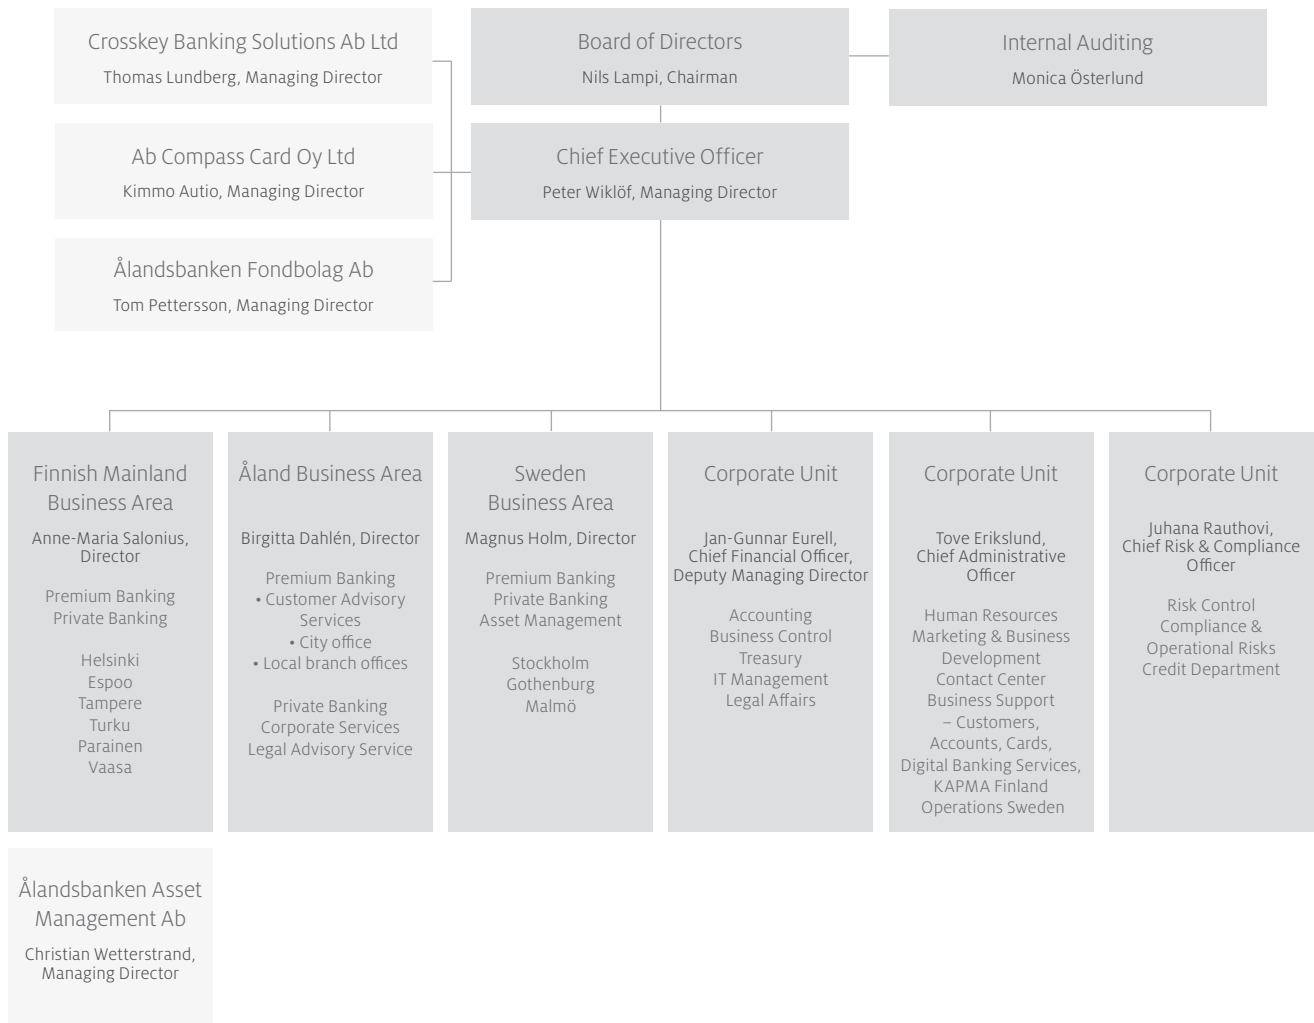 Crosskey Banking Solutions Ab Ltd
Thomas Lundberg, Managing Director
Board of Directors
Nils Lampi, Chairman
Internal Auditing
Monica Österlund
Ab Compass Card Oy Ltd
Kimmo Autio, Managing Director
Chief Executive Officer
Peter Wiklöf, Managing Director
Ålandsbanken Fondbolag Ab
Tom Pettersson, Managing Director
Finnish Mainland
Business Area
Anne-Maria Salonius,
Director
Premium Banking
Private Banking
Helsinki
Espoo
Tampere
Turku
Parainen
Vaasa
Åland Business Area
Birgitta Dahlén, Director
Premium Banking
• Customer Advisory
Services
• City office
• Local branch offices
Private Banking
Corporate Services
Legal Advisory Service
Sweden
Business Area
Magnus Holm, Director
Premium Banking
Private Banking
Asset Management
Stockholm
Gothenburg
Malmö
Corporate Unit
Jan-Gunnar Eurell,
Chief Financial Officer,
Deputy Managing Director
Accounting
Business Control
Treasury
IT Management
Legal Affairs
Corporate Unit
Tove Erikslund,
Chief Administrative
Officer
Human Resources
Marketing & Business
Development
Contact Center
Business Support
– Customers,
Accounts, Cards,
Digital Banking Services,
KAPMA Finland
Operations Sweden
Corporate Unit
Juhana Rauthovi,
Chief Risk & Compliance
Officer
Risk Control
Compliance &
Operational Risks
Credit Department
Ålandsbanken Asset
Management Ab
Christian Wetterstrand,
Managing Director